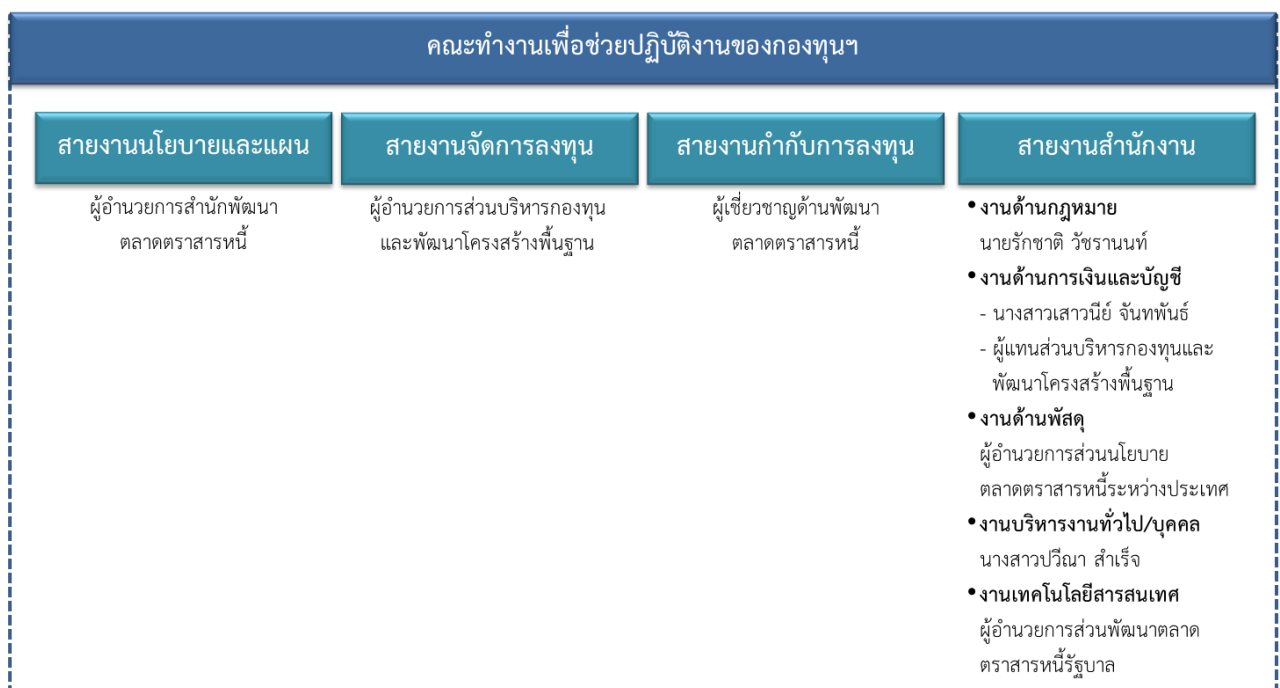 คณะทำงานเพื่อช่วยปฏิบัติงานของกองทุนฯ
สายงานนโยบายและแผน
ผู้อำนวยการสำนักพัฒนา
ตลาดตราสารหนี้
สายงานจัดการลงทุน
ผู้อำนวยการส่วนบริหารกองทุน
และพัฒนาโครงสร้างพื้นฐาน
สายงานกำกับการลงทุน
ผู้เชี่ยวชาญด้านพัฒนา
ตลาดตราสารหนี้
สายงานสำนักงาน
• งานด้านกฎหมาย
นายรักชาติ วัชรานนท์
• งานด้านการเงินและบัญชี
- นางสาวเสาวนีย์ จันทพันธ์
- ผู้แทนส่วนบริหารกองทุนและ
พัฒนาโครงสร้างพื้นฐาน
• งานด้านพัสดุ
ผู้อำนวยการส่วนนโยบาย
ตลาดตราสารหนี้ระหว่างประเทศ
• งานบริหารงานทั่วไป/บุคคล
นางสาวปวีณา สำเร็จ
• งานเทคโนโลยีสารสนเทศ
ผู้อำนวยการส่วนพัฒนาตลาด
ตราสารหนี้รัฐบาล